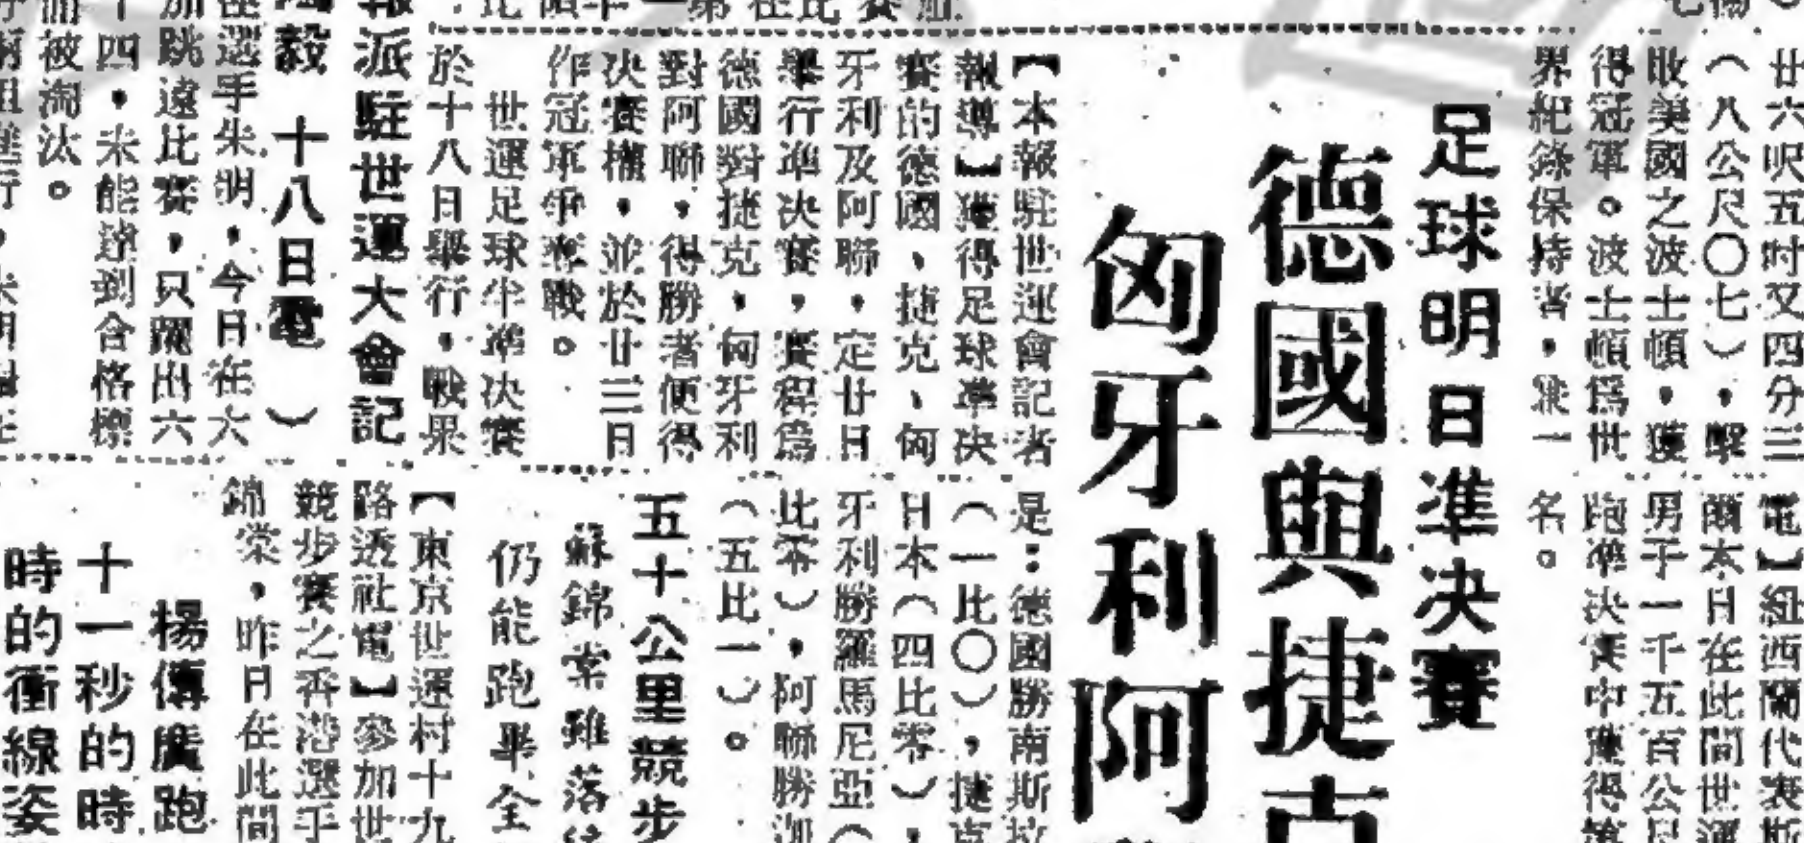 廿六呎五吋又四分三
（八公尺〇七），擊
敗美國之波士頓，獲
得冠軍。波士頓爲世
界紀錄保持者，
電】紐西蘭代表斯
爾本日在此間世運
男子一千五百公尺
跑準決賽中獲得第
名。
足球明日準决賽
德國與捷克
匈牙利阿
【本報駐世運會記者
報導】獲得足球準决
賽的德國、捷克、匈
牙利及阿聯，定廿日
舉行準决賽，賽程爲
德國對捷克，匈牙利
對阿聯，得勝者便得
决賽權，並於廿三日
作冠軍爭奪戰。
世運足球半準决賽
於十八日舉行，戰果
是：德國勝南斯拉
（一比〇），捷克
日本（四比零），
牙利勝羅馬尼亞（
比零），阿聯勝
（五比一）。
報派駐世運大會記
毅　十八日電　）
選手朱明，今日在六
加跳遠比賽，只躍出六
十四，未能達到合格標
被淘汰。
五十公里競步
蘇錦棠雖落
仍能跑畢全
【東京世運村十九
路透社電】參加世
競步賽之香港選手
錦棠，昨日在此間
楊傳廣跑
十一秒的時
時的衝線姿